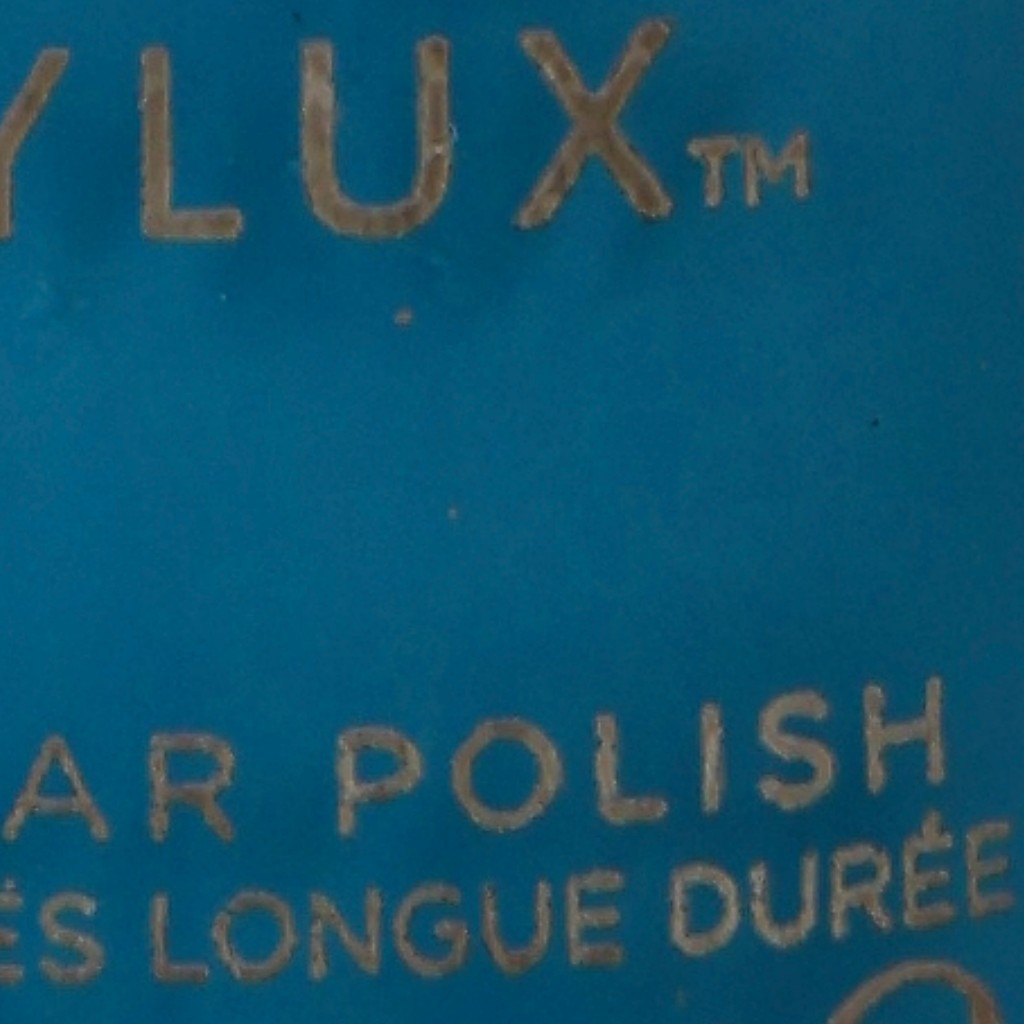 YLUX™
AR POLISH
ÉS LONGUE DURÉE